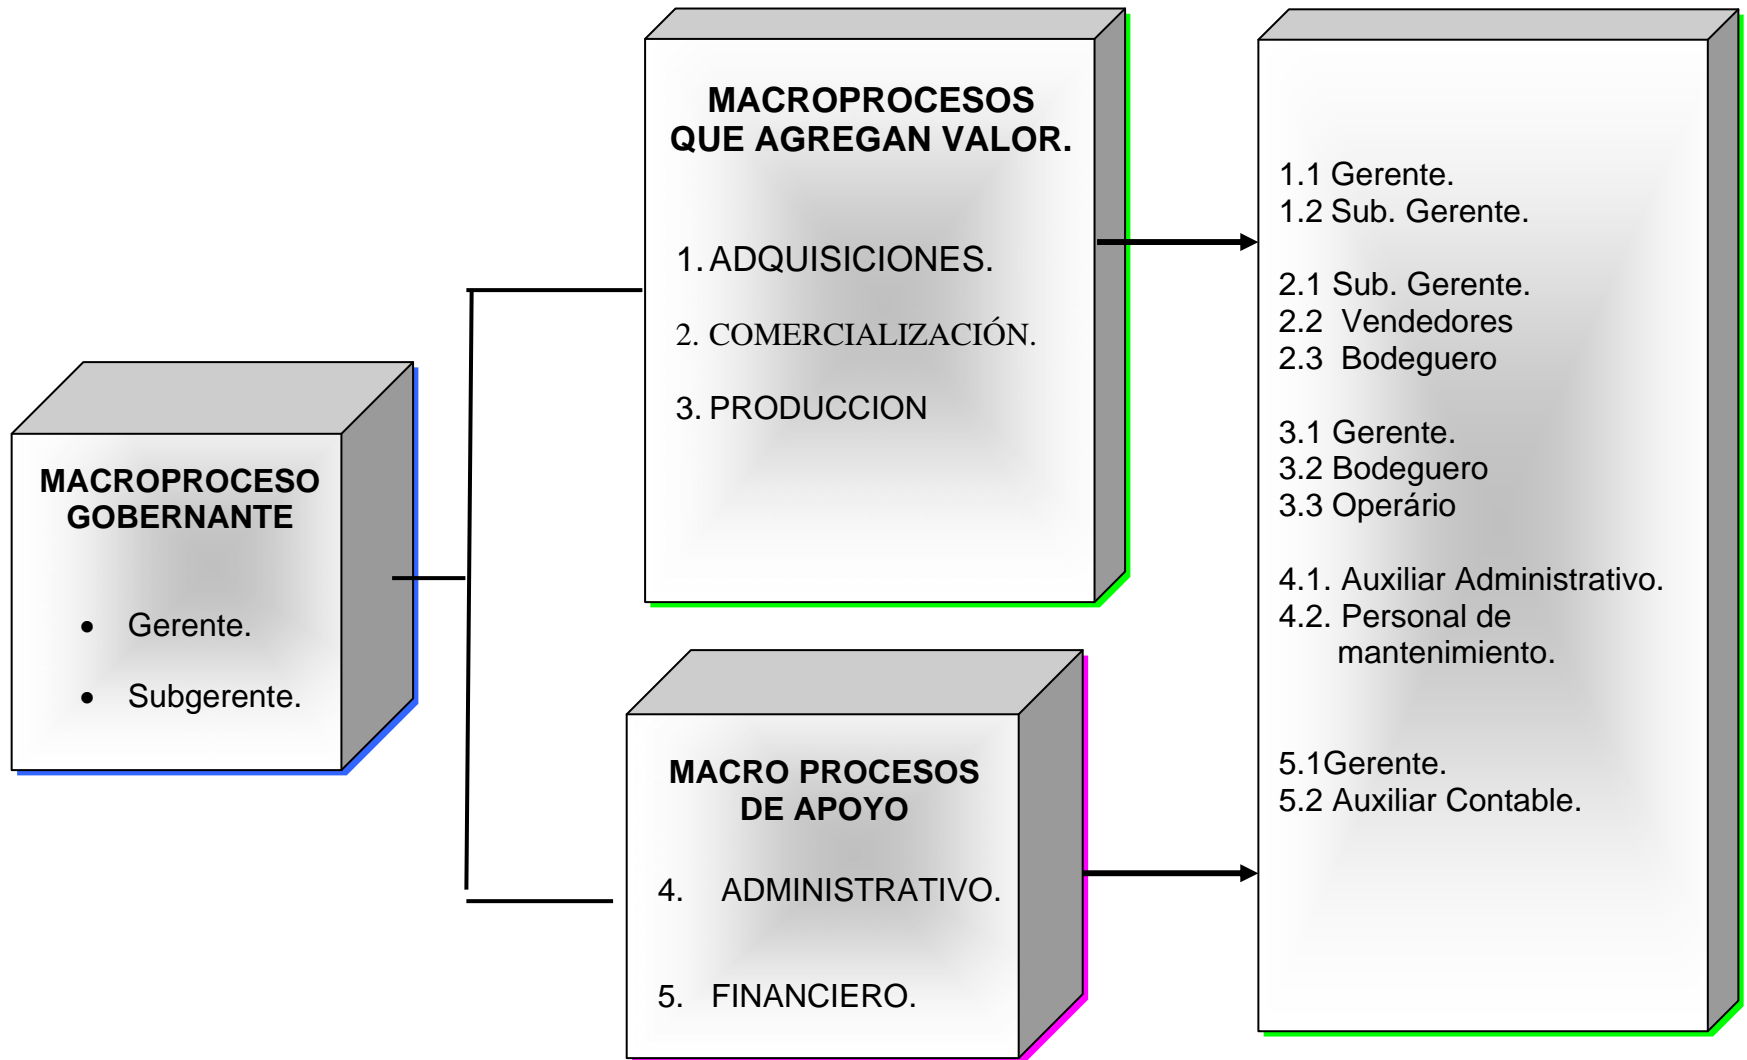 MACROPROCESO
GOBERNANTE
• Gerente.
• Subgerente.
MACROPROCESOS
QUE AGREGAN VALOR.
1. ADQUISICIONES.
2. COMERCIALIZACIÓN.
3. PRODUCCION
MACRO PROCESOS
DE APOYO
4. ADMINISTRATIVO.
5. FINANCIERO.
1.1 Gerente.
1.2 Sub. Gerente.
2.1 Sub. Gerente.
2.2 Vendedores
2.3 Bodeguero
3.1 Gerente.
3.2 Bodeguero
3.3 Operário
4.1. Auxiliar Administrativo.
4.2. Personal de
mantenimiento.
5.1Gerente.
5.2 Auxiliar Contable.